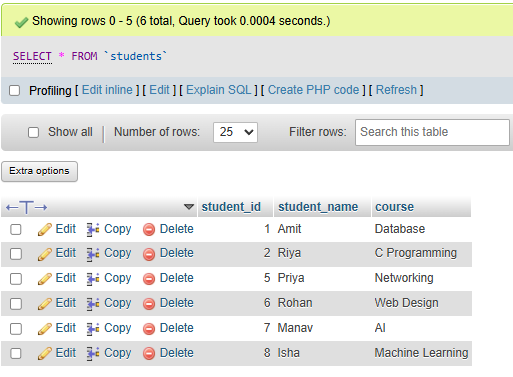 Showing rows 0 - 5 (6 total, Query took 0.0004 seconds.)
SELECT * FROM `students`
Profiling [ Edit inline ] [ Edit ] [ Explain SQL ] [ Create PHP code ] [ Refresh ]
Show all | Number of rows: 25 Filter rows: Search this table
Extra options
←T→ student_id student_name course
Edit Copy Delete 1 Amit Database
Edit Copy Delete 2 Riya C Programming
Edit Copy Delete 5 Priya Networking
Edit Copy Delete 6 Rohan Web Design
Edit Copy Delete 7 Manav AI
Edit Copy Delete 8 Isha Machine Learning